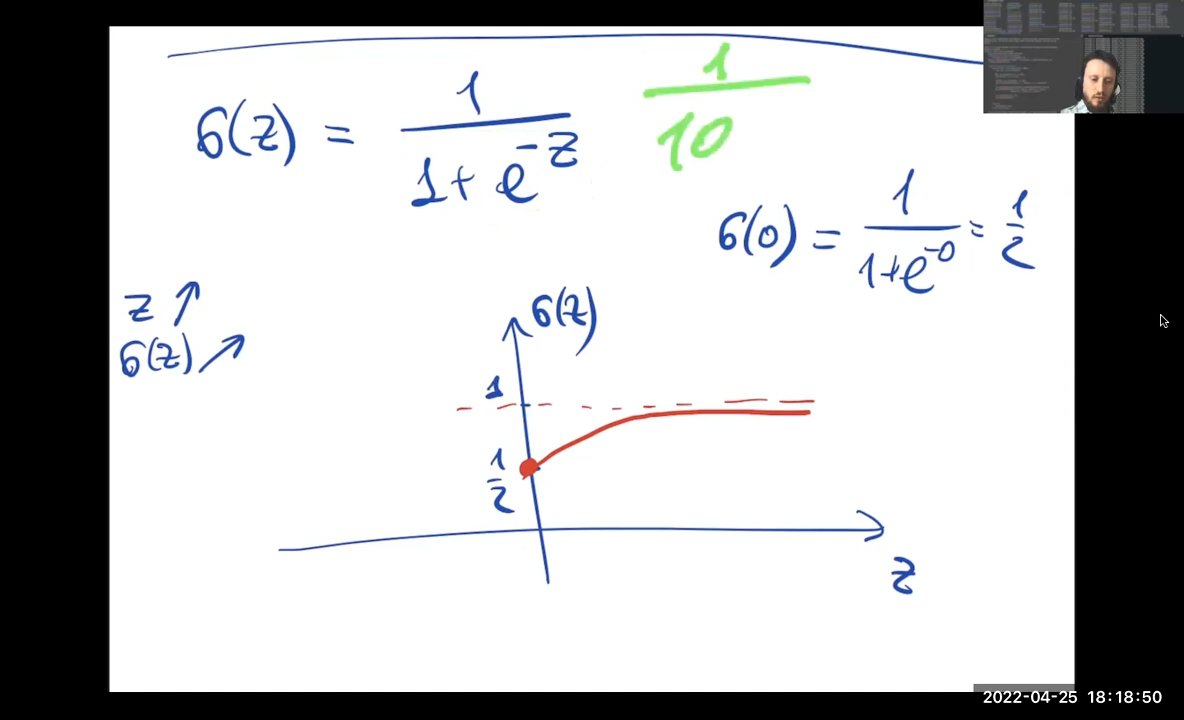 σ(z) = 1 / (1 + e^-z)
1 / 10
σ(0) = 1 / (1+e^-0) = 1/2
z ↑
σ(z) ↗
σ(z)
1
1/2
z
2022-04-25 18:18:50